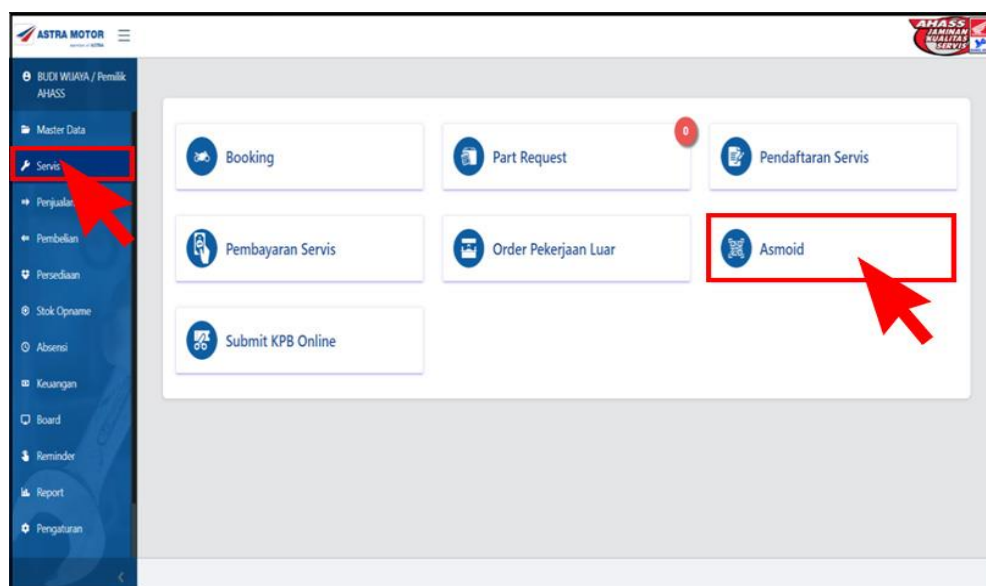 ASTRA MOTOR
AHASS
JAMINAN
KUALITAS
SERVIS
BUDI WIJAYA / Pemilik
AHASS
Master Data
Servis
Penjualan
Pembelian
Persediaan
Stok Opname
Absensi
Keuangan
Board
Reminder
Report
Pengaturan
Booking
0
Part Request
Pendaftaran Servis
Pembayaran Servis
Order Pekerjaan Luar
Asmoid
Submit KPB Online